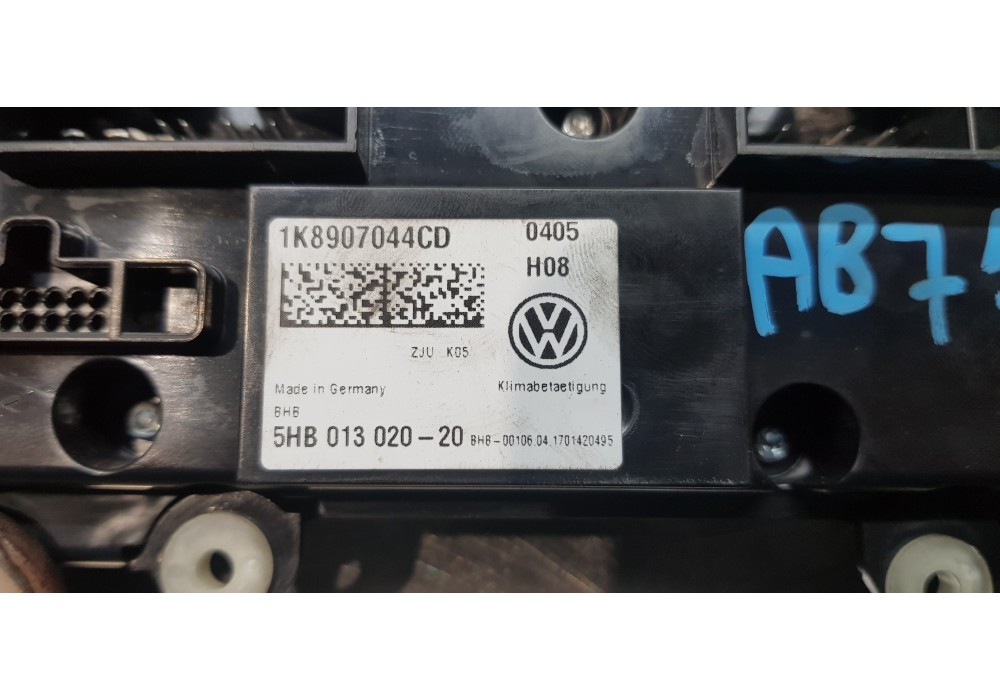 1K8907044CD 0405
H08
ZJU K05
Made in Germany Klimabetaetigung
BHB
5HB 013 020-20 BHB-00106.04.1701420495
AB7